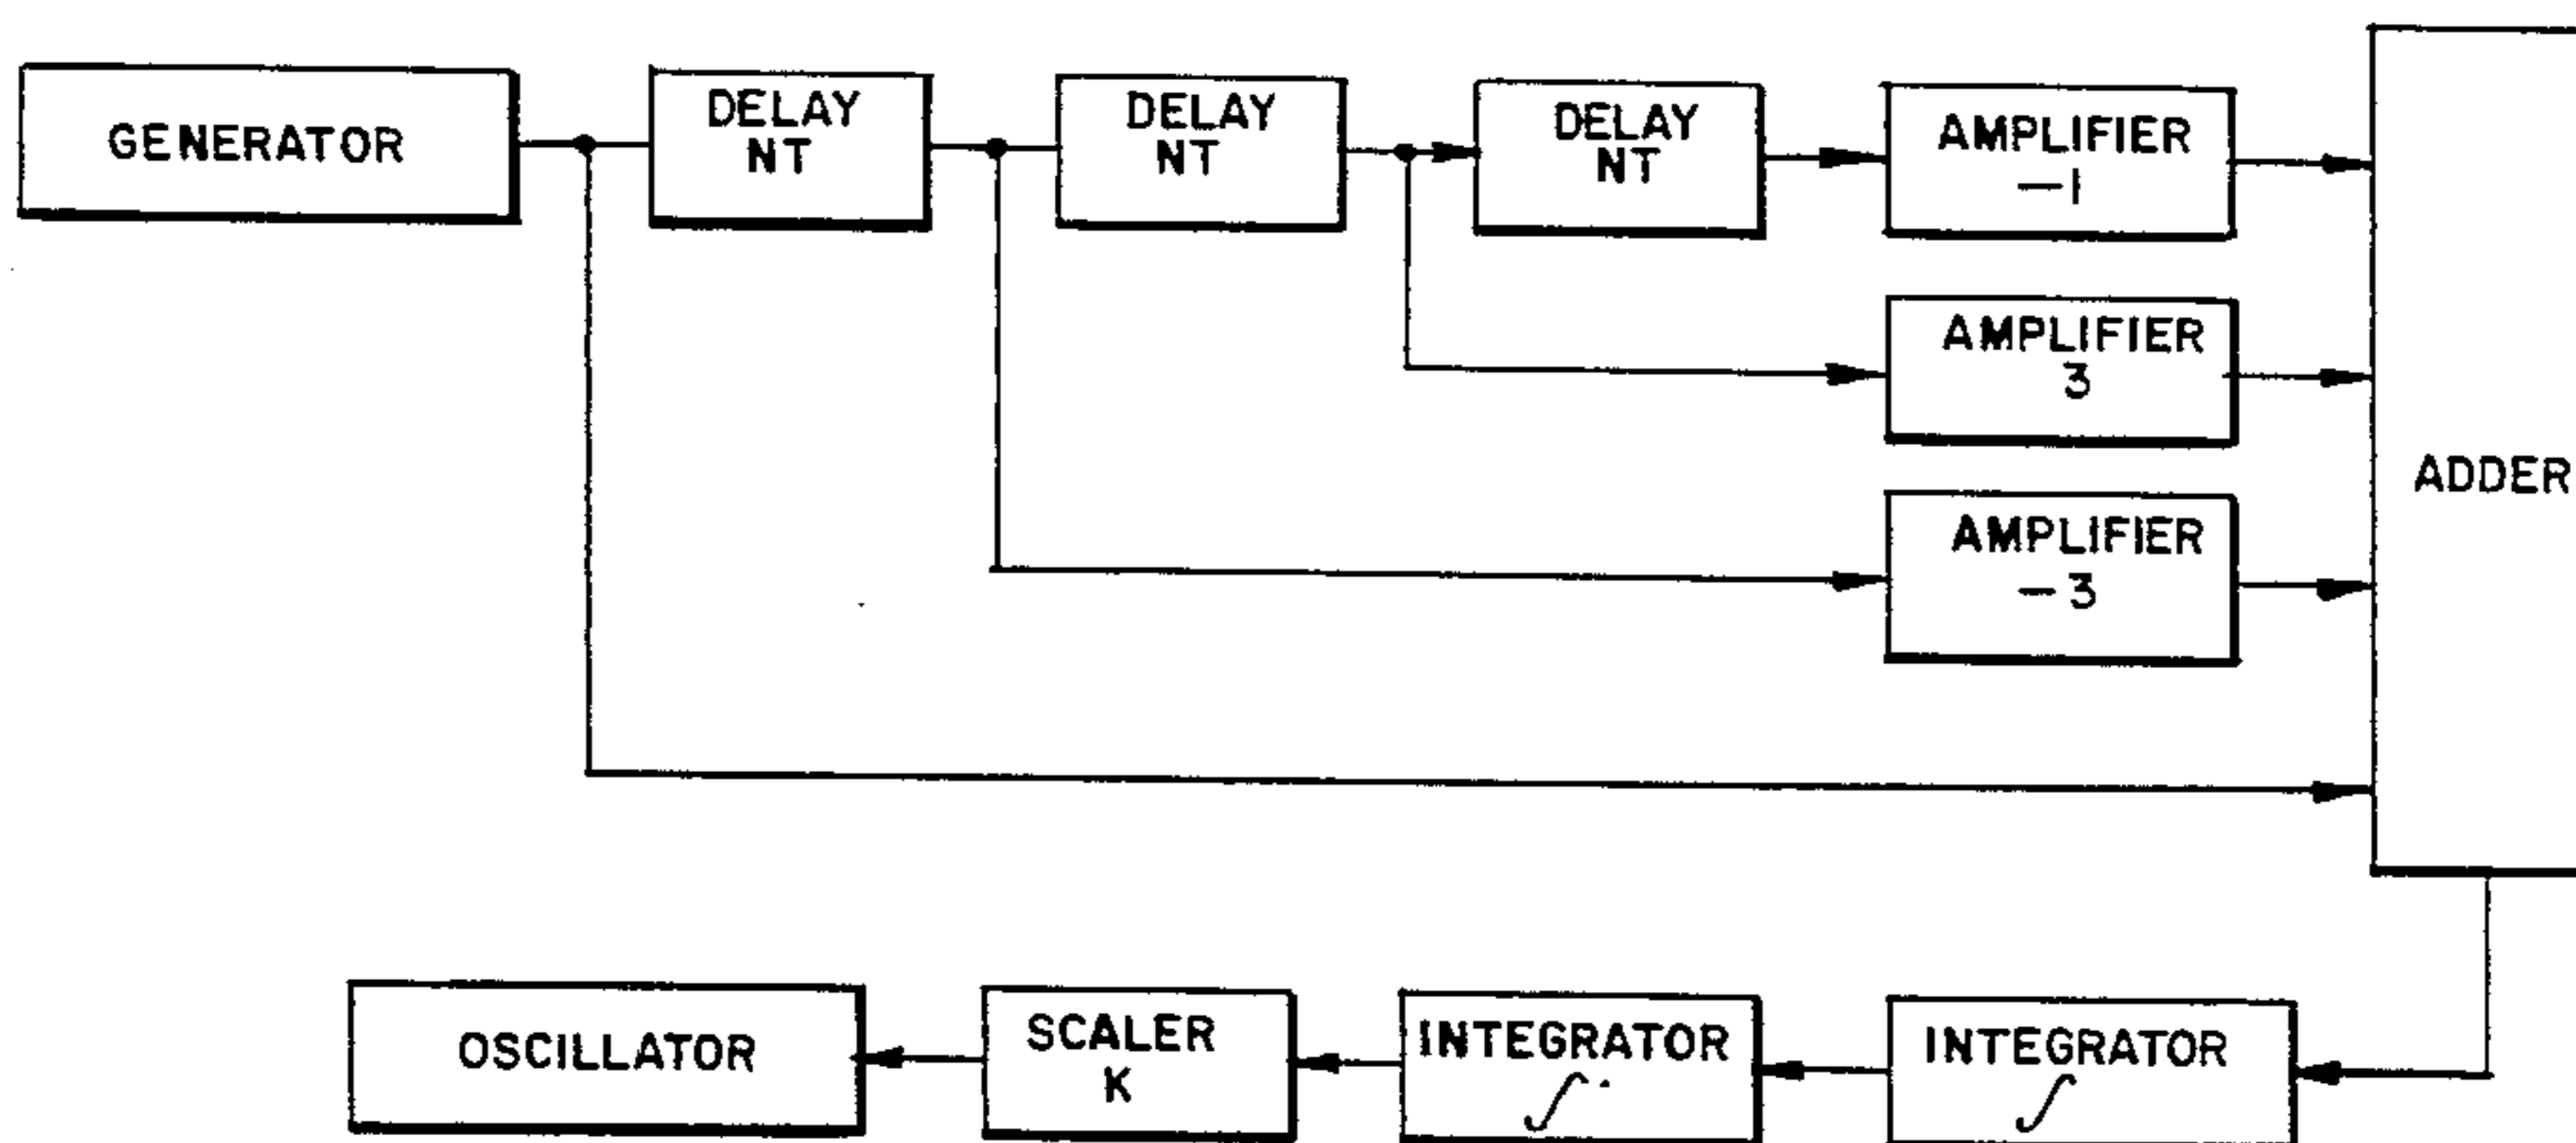 GENERATOR
DELAY
NT
DELAY
NT
DELAY
NT
AMPLIFIER
—1
AMPLIFIER
3
AMPLIFIER
—3
ADDER
OSCILLATOR
SCALER
K
INTEGRATOR
∫
INTEGRATOR
∫